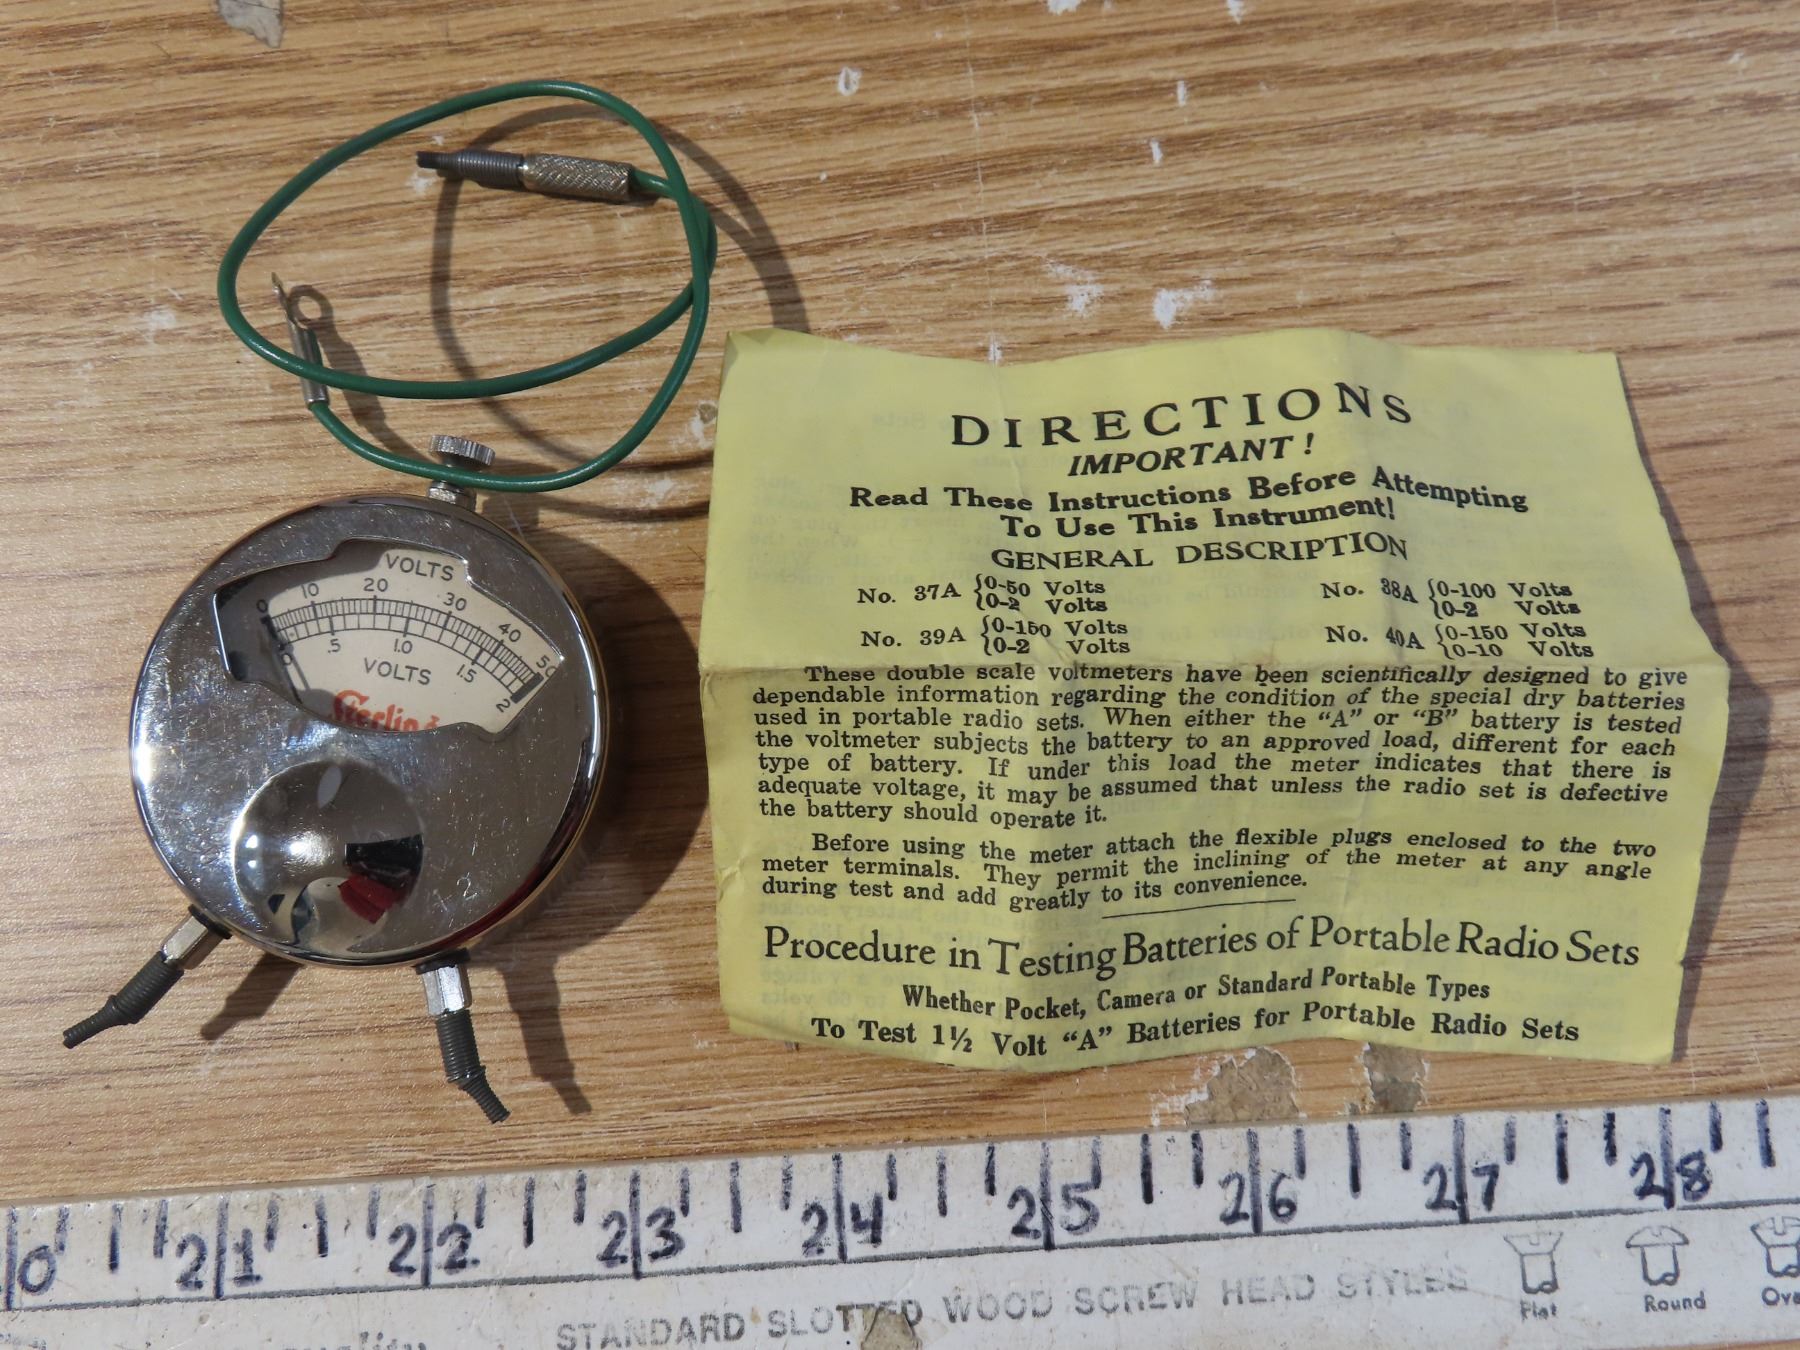 VOLTS
0 10 20 30 40 50
0 .5 1.0 1.5 2
VOLTS
Sterling
DIRECTIONS
IMPORTANT!
Read These Instructions Before Attempting
To Use This Instrument!
GENERAL DESCRIPTION
No. 37A {0-50 Volts
{0-2 Volts
No. 38A {0-100 Volts
{0-2 Volts
No. 39A {0-150 Volts
{0-2 Volts
No. 40A {0-150 Volts
{0-10 Volts
These double scale voltmeters have been scientifically designed to give
dependable information regarding the condition of the special dry batteries
used in portable radio sets. When either the “A” or “B” battery is tested
the voltmeter subjects the battery to an approved load, different for each
type of battery. If under this load the meter indicates that there is
adequate voltage, it may be assumed that unless the radio set is defective
the battery should operate it.
Before using the meter attach the flexible plugs enclosed to the two
meter terminals. They permit the inclining of the meter at any angle
during test and add greatly to its convenience.
Procedure in Testing Batteries of Portable Radio Sets
Whether Pocket, Camera or Standard Portable Types
To Test 1½ Volt “A” Batteries for Portable Radio Sets
0 21 22 23 24 25 26 27 28
STANDARD SLOTTED WOOD SCREW HEAD STYLES
Flat Round